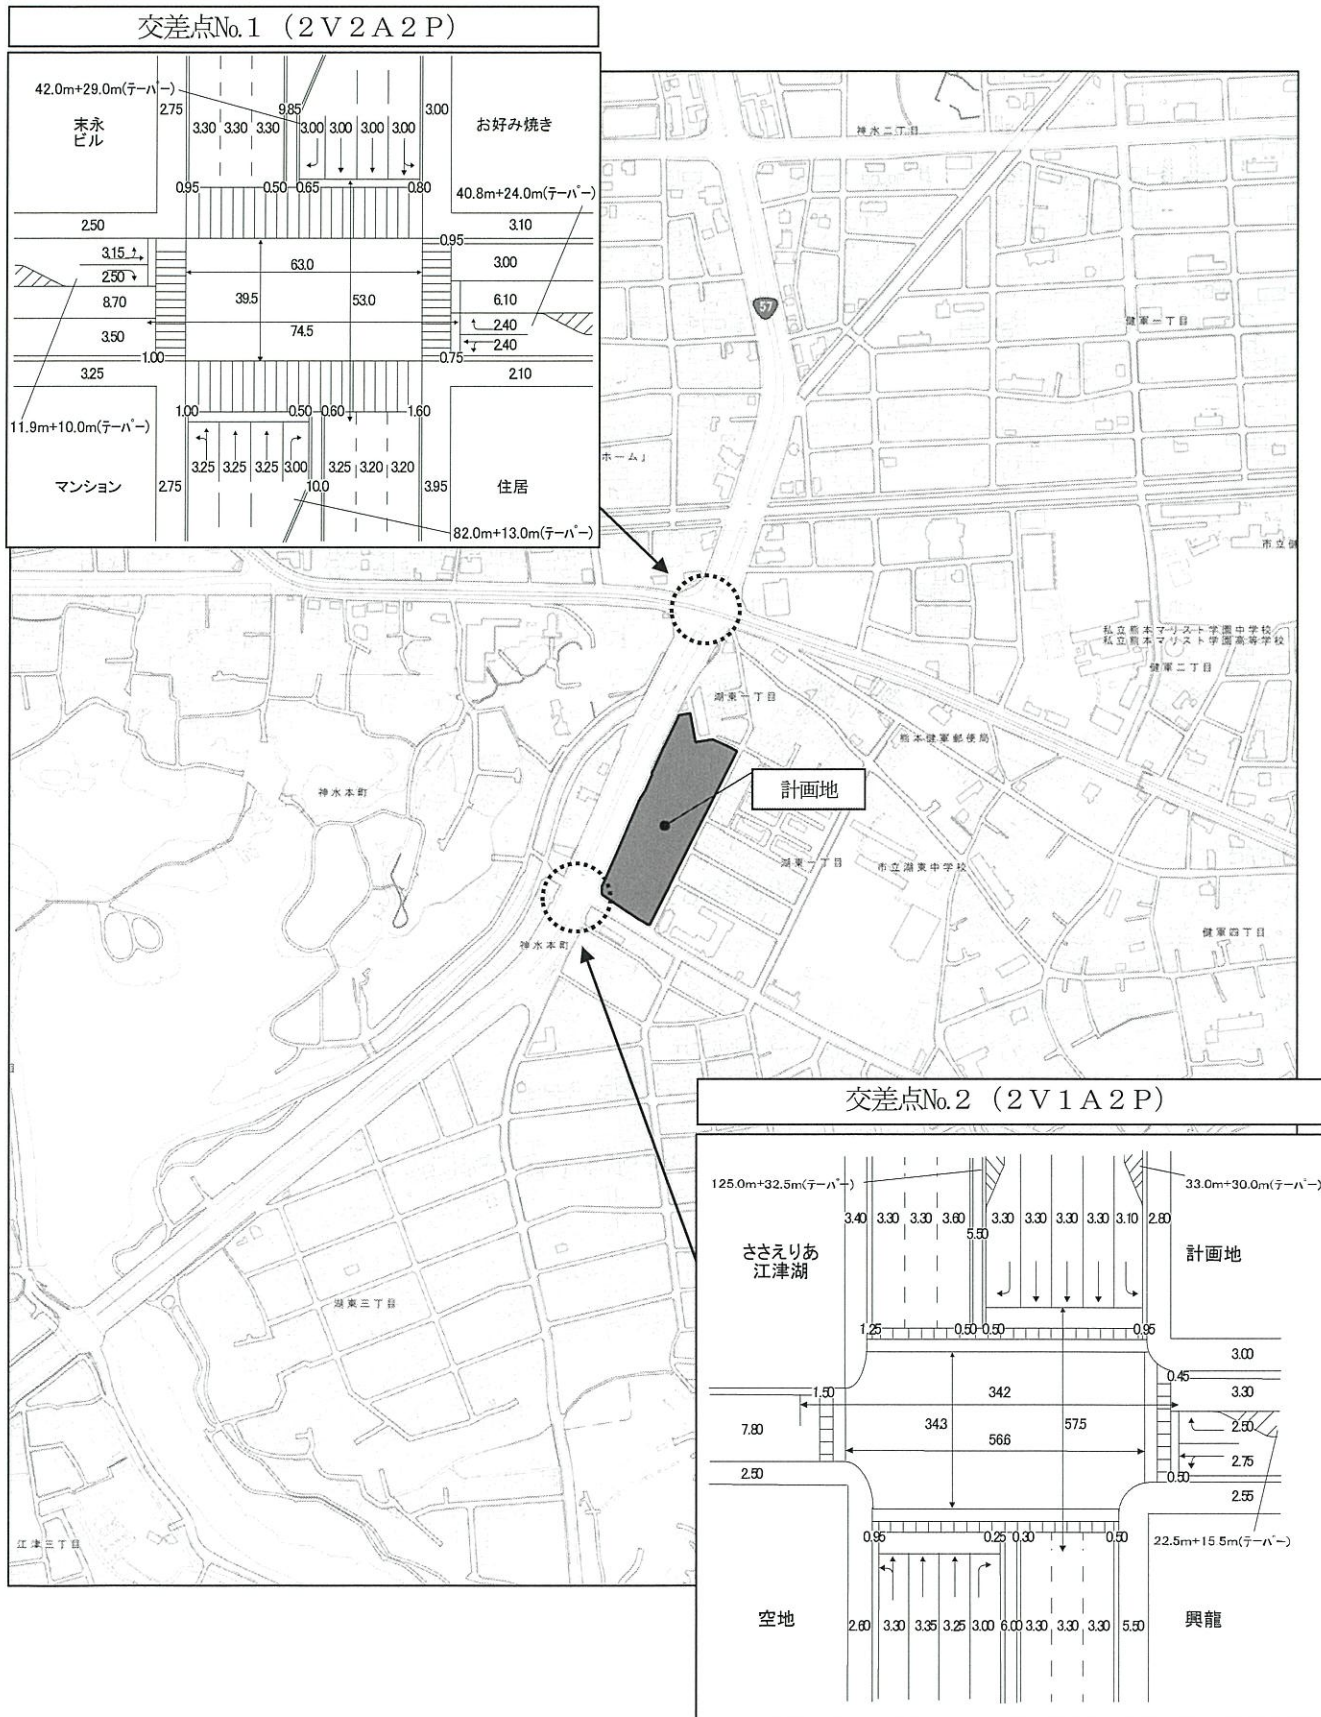 交差点No.1 (2V2A2P)
42.0m+29.0m(テーパー)
末永
ビル
2.75
3.30
3.30
3.30
9.85
3.00
3.00
3.00
3.00
3.00
お好み焼き
40.8m+24.0m(テーパー)
0.95
0.50
0.65
0.80
2.50
3.10
0.95
3.15
2.50
8.70
3.50
1.00
3.25
63.0
39.5
53.0
74.5
3.00
6.10
2.40
2.40
0.75
2.10
11.9m+10.0m(テーパー)
1.00
0.50
0.60
1.60
マンション
2.75
3.25
3.25
3.25
3.00
10.0
3.25
3.20
3.20
3.95
住居
82.0m+13.0m(テーパー)
神水二丁目
57
健軍一丁目
ホーム」
市立健
私立熊本マリスト学園中学校
私立熊本マリスト学園高等学校
健軍二丁目
湖東一丁目
熊本健軍郵便局
計画地
神水本町
湖東一丁目
市立湖東中学校
健軍四丁目
神水本町
湖東三丁目
江津三丁目
交差点No.2 (2V1A2P)
125.0m+32.5m(テーパー)
33.0m+30.0m(テーパー)
3.40
3.30
3.30
3.60
5.50
3.30
3.30
3.30
3.30
3.10
2.80
ささえりあ
江津湖
計画地
1.25
0.50
0.50
0.95
3.00
0.45
3.30
1.50
34.2
7.80
34.3
57.5
56.6
2.50
2.50
2.75
0.50
2.55
0.95
0.25
0.30
0.50
22.5m+15.5m(テーパー)
空地
2.60
3.30
3.35
3.25
3.00
6.00
3.30
3.30
3.30
5.50
興龍